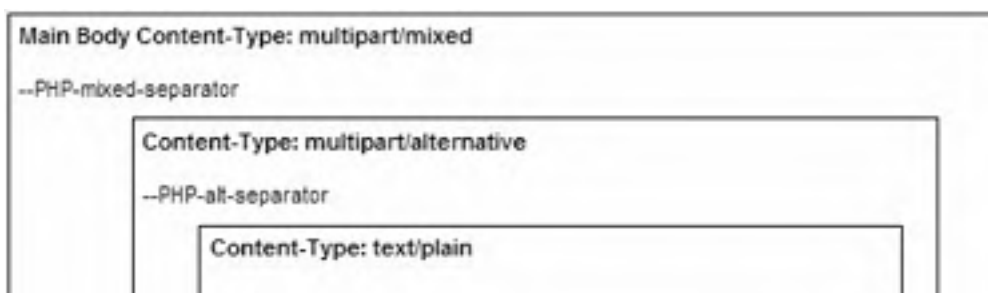 Main Body Content-Type: multipart/mixed
--PHP-mixed-separator
Content-Type: multipart/alternative
--PHP-alt-separator
Content-Type: text/plain